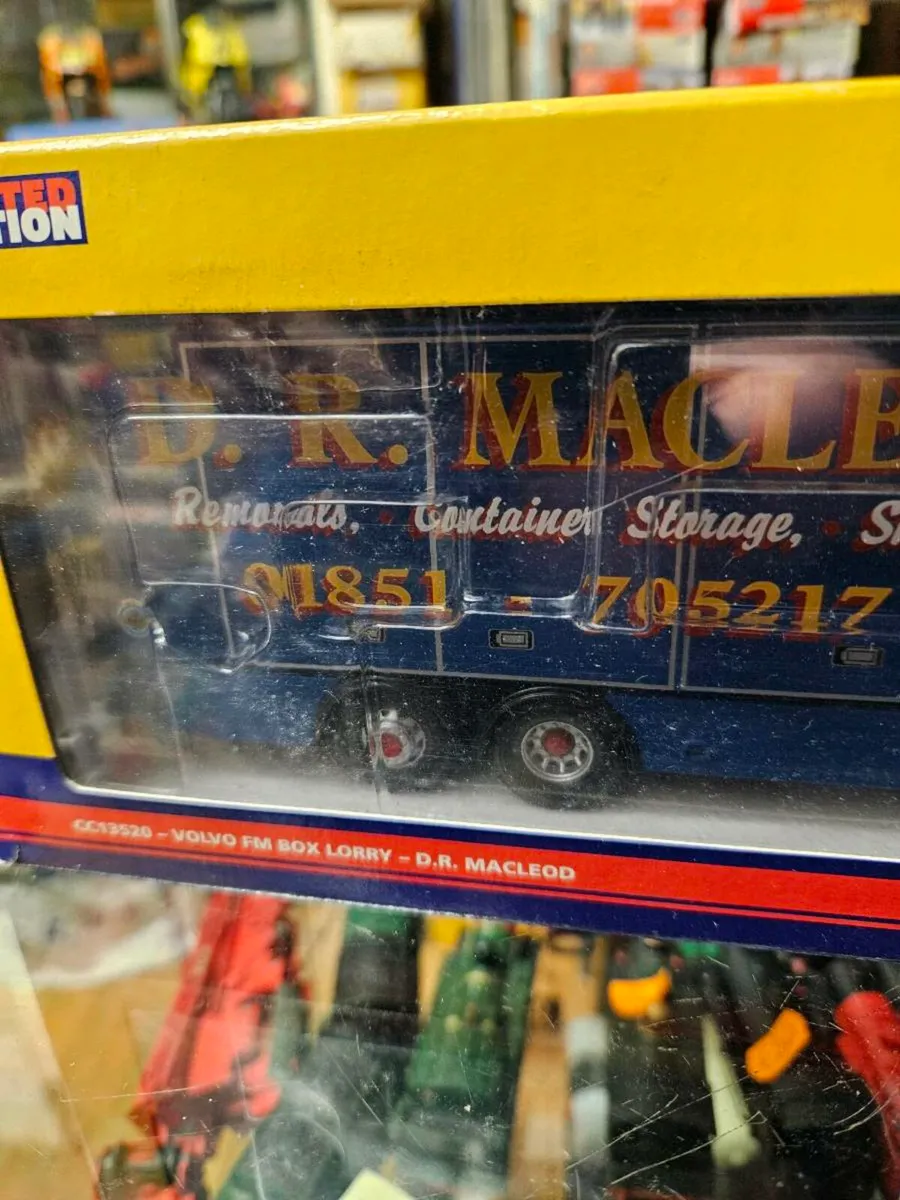 TED
TION
D. R. MACLE
Removals, · Container Storage, · S
01851 - 705217
CC13520 – VOLVO FM BOX LORRY – D.R. MACLEOD